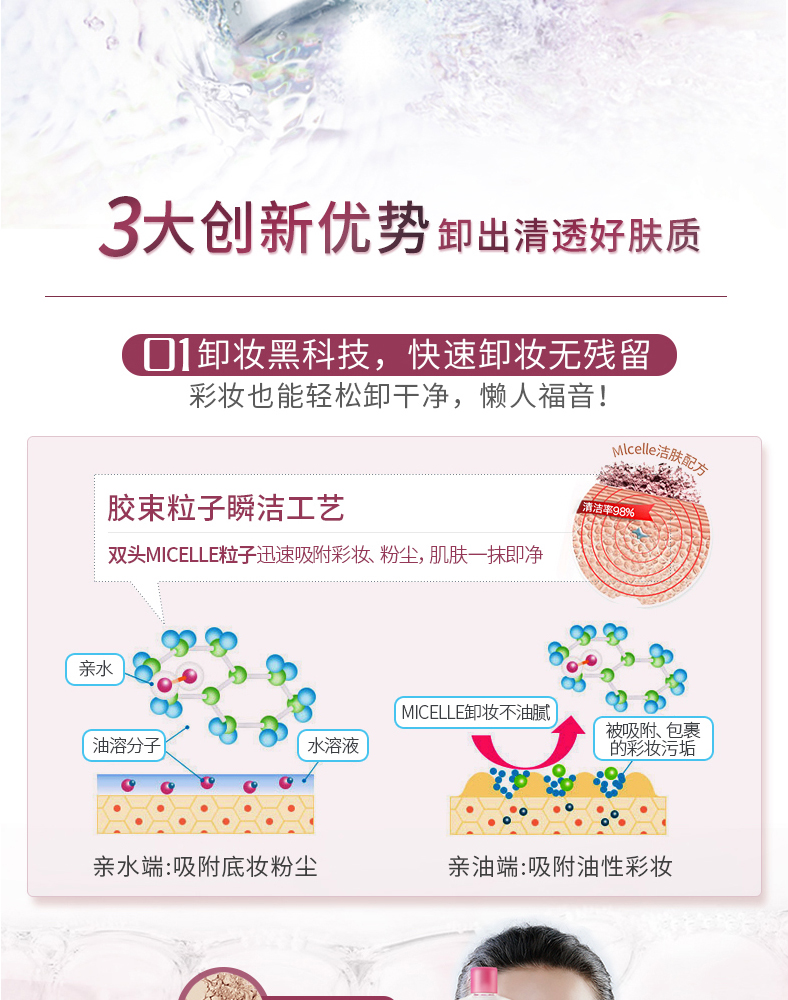 3大创新优势 卸出清透好肤质
01 卸妆黑科技，快速卸妆无残留
彩妆也能轻松卸干净，懒人福音！
MIcelle洁肤配方
胶束粒子瞬洁工艺
清洁率98%
双头MICELLE粒子迅速吸附彩妆、粉尘，肌肤一抹即净
亲水
油溶分子
水溶液
MICELLE卸妆不油腻
被吸附、包裹
的彩妆污垢
亲水端:吸附底妆粉尘
亲油端:吸附油性彩妆